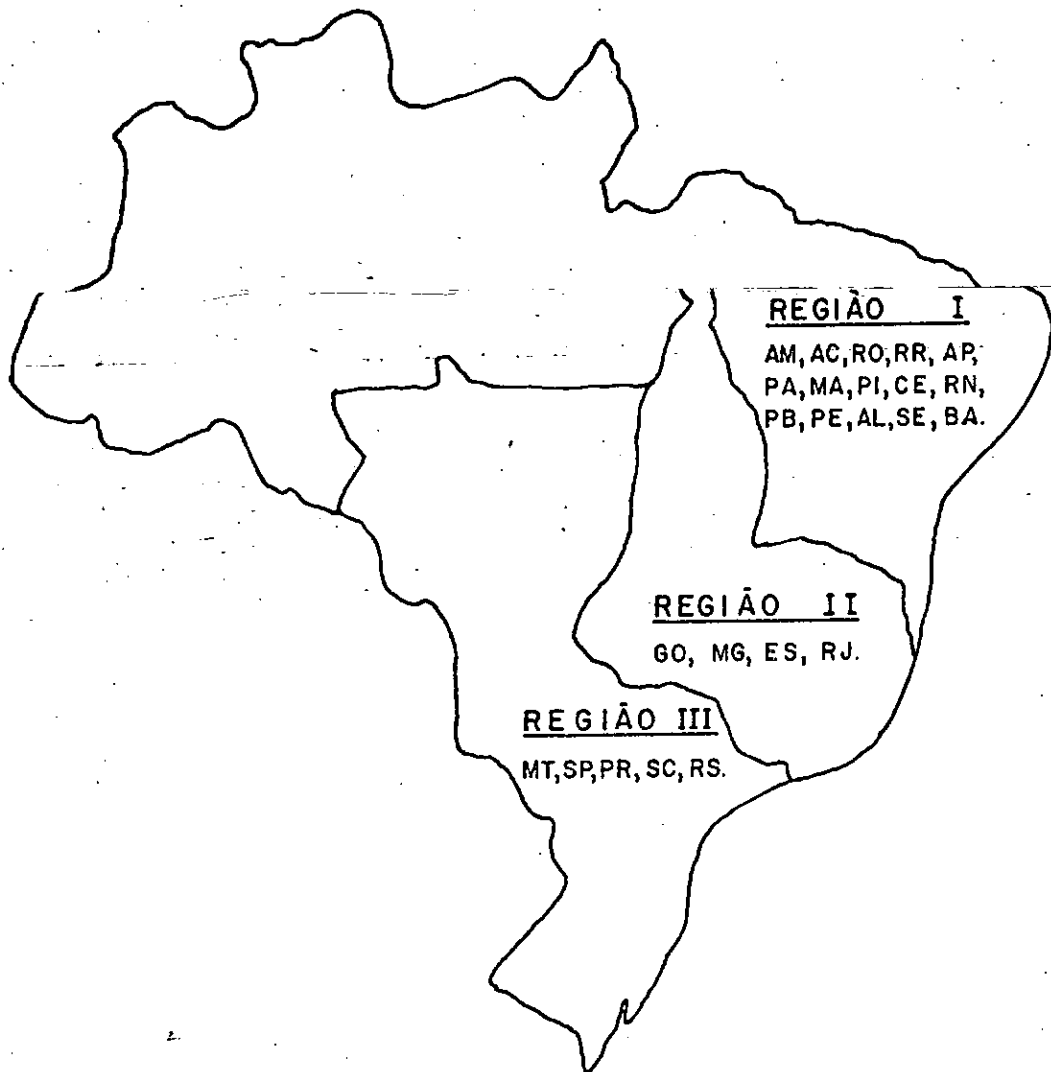 REGIÃO I
AM, AC, RO, RR, AP,
PA, MA, PI, CE, RN,
PB, PE, AL, SE, BA.
REGIÃO II
GO, MG, ES, RJ.
REGIÃO III
MT, SP, PR, SC, RS.